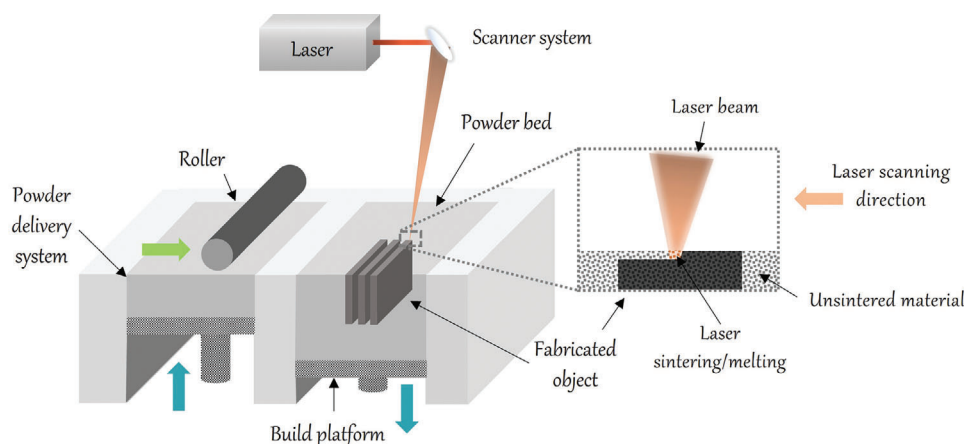 Laser
Scanner system
Laser beam
Powder bed
Roller
Laser scanning
direction
Powder
delivery
system
Unsintered material
Laser
sintering/melting
Fabricated
object
Build platform